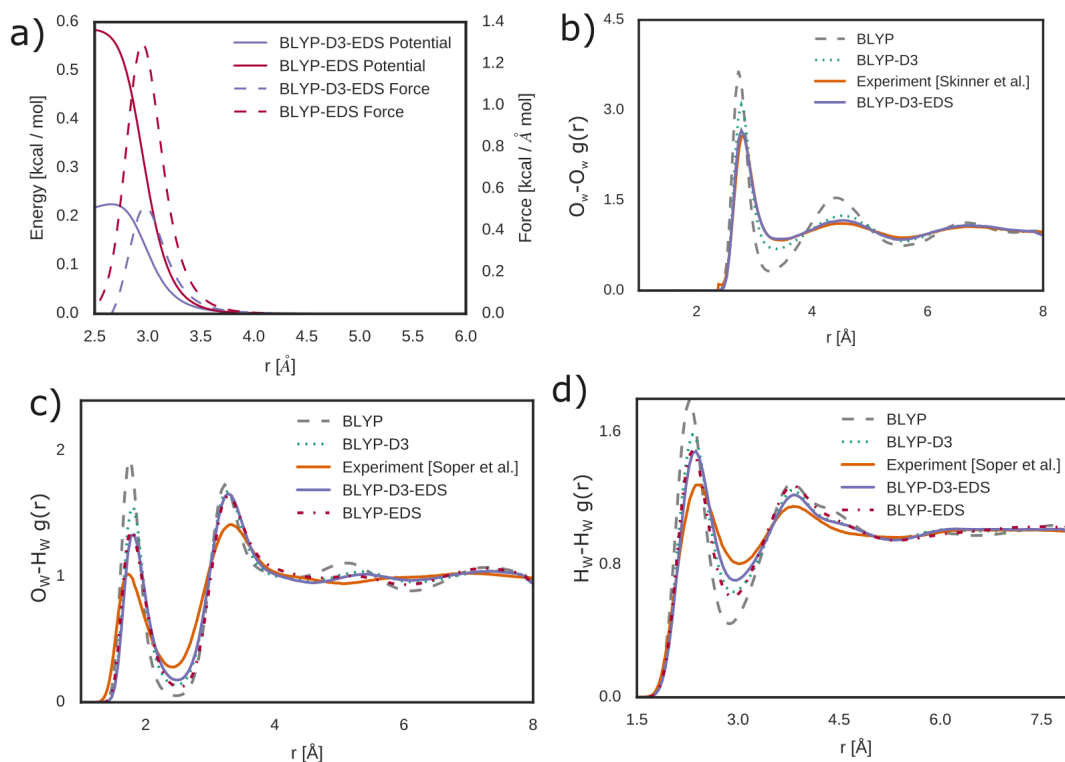 a)
0.6
0.5
0.4
0.3
0.2
0.1
0.0
Energy [kcal / mol]
BLYP-D3-EDS Potential
BLYP-EDS Potential
BLYP-D3-EDS Force
BLYP-EDS Force
1.4
1.2
1.0
0.8
0.6
0.4
0.2
0.0
Force [kcal / Å mol]
2.5 3.0 3.5 4.0 4.5 5.0 5.5 6.0
r [Å]
b)
4.5
3.0
1.5
0.0
Ow-Ow g(r)
BLYP
BLYP-D3
Experiment [Skinner et al.]
BLYP-D3-EDS
2 4 6 8
r [Å]
c)
2
1
0
Ow-Hw g(r)
BLYP
BLYP-D3
Experiment [Soper et al.]
BLYP-D3-EDS
BLYP-EDS
2 4 6 8
r [Å]
d)
1.6
0.8
0.0
Hw-Hw g(r)
BLYP
BLYP-D3
Experiment [Soper et al.]
BLYP-D3-EDS
BLYP-EDS
1.5 3.0 4.5 6.0 7.5
r [Å]